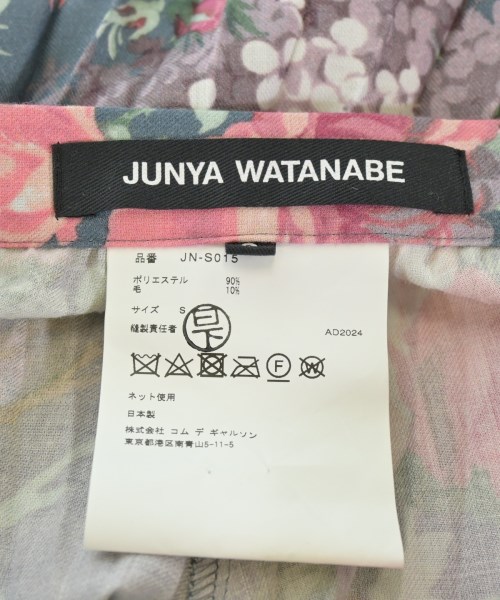 JUNYA WATANABE
品番 JN-S015
ポリエステル 90%
毛 10%
サイズ S
縫製責任者 日下
AD2024
F W
ネット使用
日本製
株式会社 コム デ ギャルソン
東京都港区南青山5-11-5